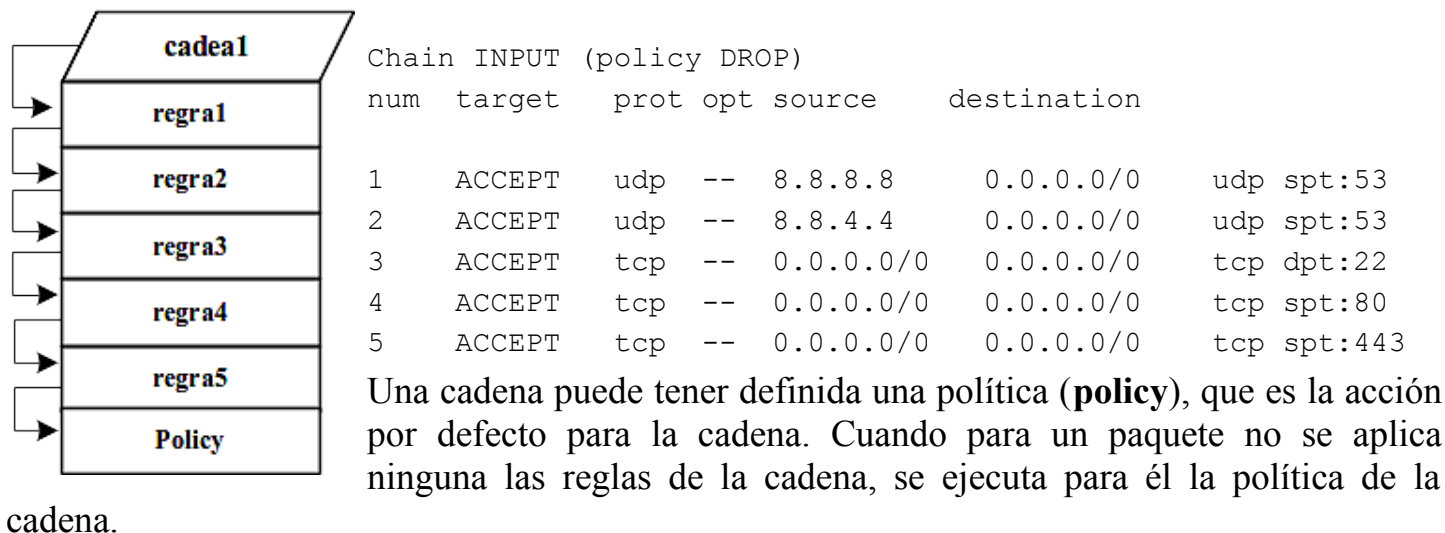 cadea1
regra1
regra2
regra3
regra4
regra5
Policy
Chain INPUT (policy DROP)
num target prot opt source destination
1 ACCEPT udp -- 8.8.8.8 0.0.0.0/0 udp spt:53
2 ACCEPT udp -- 8.8.4.4 0.0.0.0/0 udp spt:53
3 ACCEPT tcp -- 0.0.0.0/0 0.0.0.0/0 tcp dpt:22
4 ACCEPT tcp -- 0.0.0.0/0 0.0.0.0/0 tcp spt:80
5 ACCEPT tcp -- 0.0.0.0/0 0.0.0.0/0 tcp spt:443
Una cadena puede tener definida una política (policy), que es la acción
por defecto para la cadena. Cuando para un paquete no se aplica
ninguna las reglas de la cadena, se ejecuta para él la política de la
cadena.